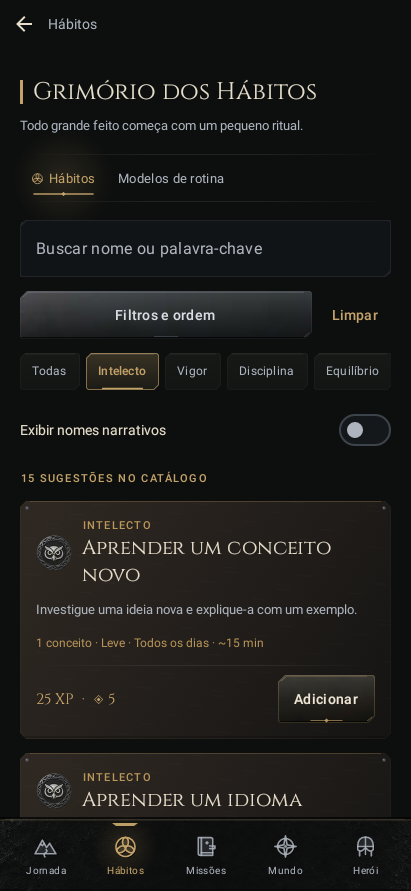 Hábitos
Grimório dos Hábitos
Todo grande feito começa com um pequeno ritual.
Hábitos Modelos de rotina
Buscar nome ou palavra-chave
Filtros e ordem Limpar
Todas Intelecto Vigor Disciplina Equilíbrio
Exibir nomes narrativos
15 SUGESTÕES NO CATÁLOGO
INTELECTO
Aprender um conceito
novo
Investigue uma ideia nova e explique-a com um exemplo.
1 conceito · Leve · Todos os dias · ~15 min
25 XP · 5
Adicionar
INTELECTO
Aprender um idioma
Jornada Hábitos Missões Mundo Herói